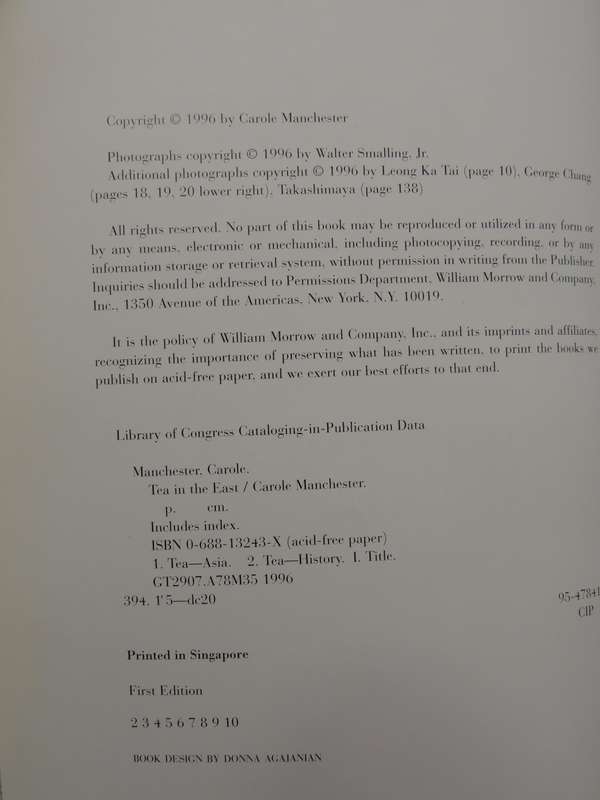 Copyright © 1996 by Carole Manchester
Photographs copyright © 1996 by Walter Smalling, Jr.
Additional photographs copyright © 1996 by Leong Ka Tai (page 10), George Chang
(pages 18, 19, 20 lower right), Takashimaya (page 138)
All rights reserved. No part of this book may be reproduced or utilized in any form or
by any means, electronic or mechanical, including photocopying, recording, or by any
information storage or retrieval system, without permission in writing from the Publisher.
Inquiries should be addressed to Permissions Department, William Morrow and Company,
Inc., 1350 Avenue of the Americas, New York, N.Y. 10019.
It is the policy of William Morrow and Company, Inc., and its imprints and affiliates,
recognizing the importance of preserving what has been written, to print the books we
publish on acid-free paper, and we exert our best efforts to that end.
Library of Congress Cataloging-in-Publication Data
Manchester, Carole.
Tea in the East / Carole Manchester.
p. cm.
Includes index.
ISBN 0-688-13243-X (acid-free paper)
1. Tea—Asia. 2. Tea—History. I. Title.
GT2907.A78M35 1996
394. 1'5—dc20
95-47841
CIP
Printed in Singapore
First Edition
2 3 4 5 6 7 8 9 10
BOOK DESIGN BY DONNA AGAJANIAN